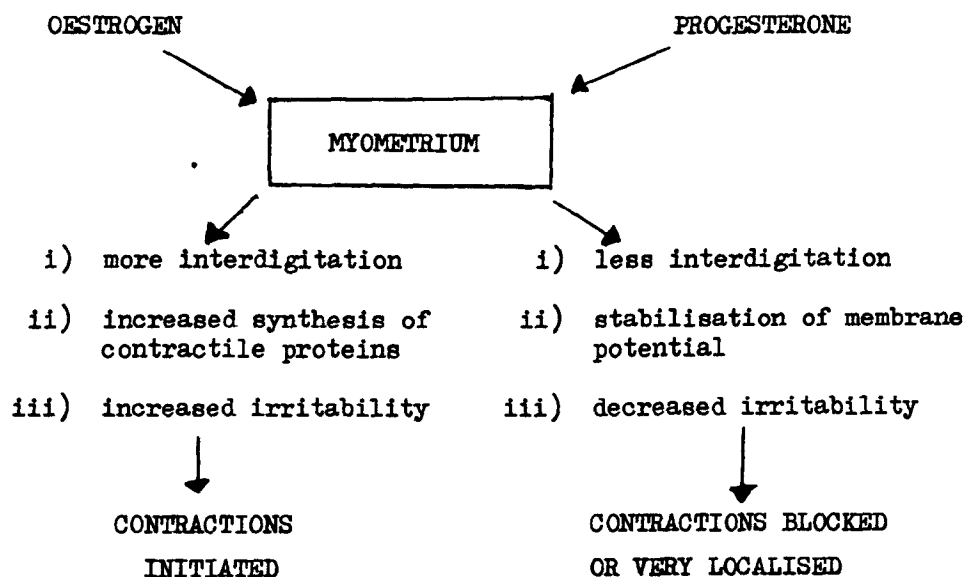 OESTROGEN
PROGESTERONE
MYOMETRIUM
i) more interdigitation
ii) increased synthesis of
contractile proteins
iii) increased irritability
CONTRACTIONS
INITIATED
i) less interdigitation
ii) stabilisation of membrane
potential
iii) decreased irritability
CONTRACTIONS BLOCKED
OR VERY LOCALISED